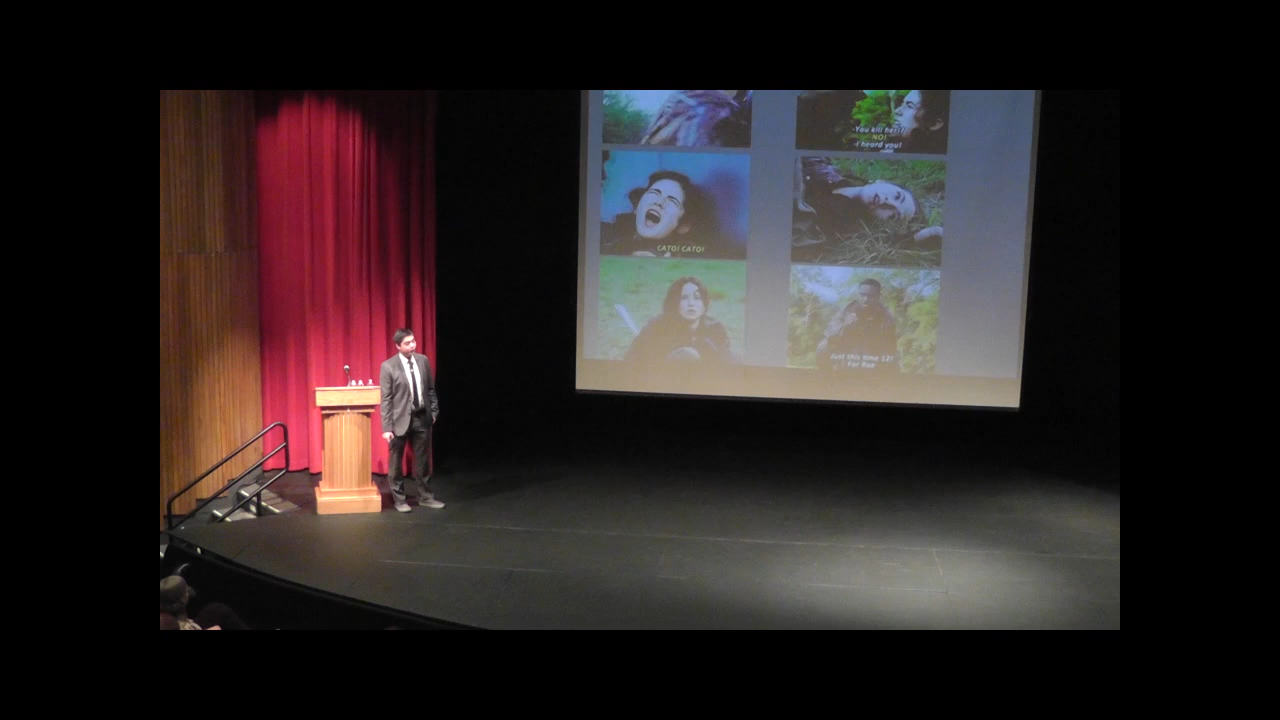 -You kill her?
NO!
-I heard you!
CATO! CATO!
Just this time 12!
For Rue